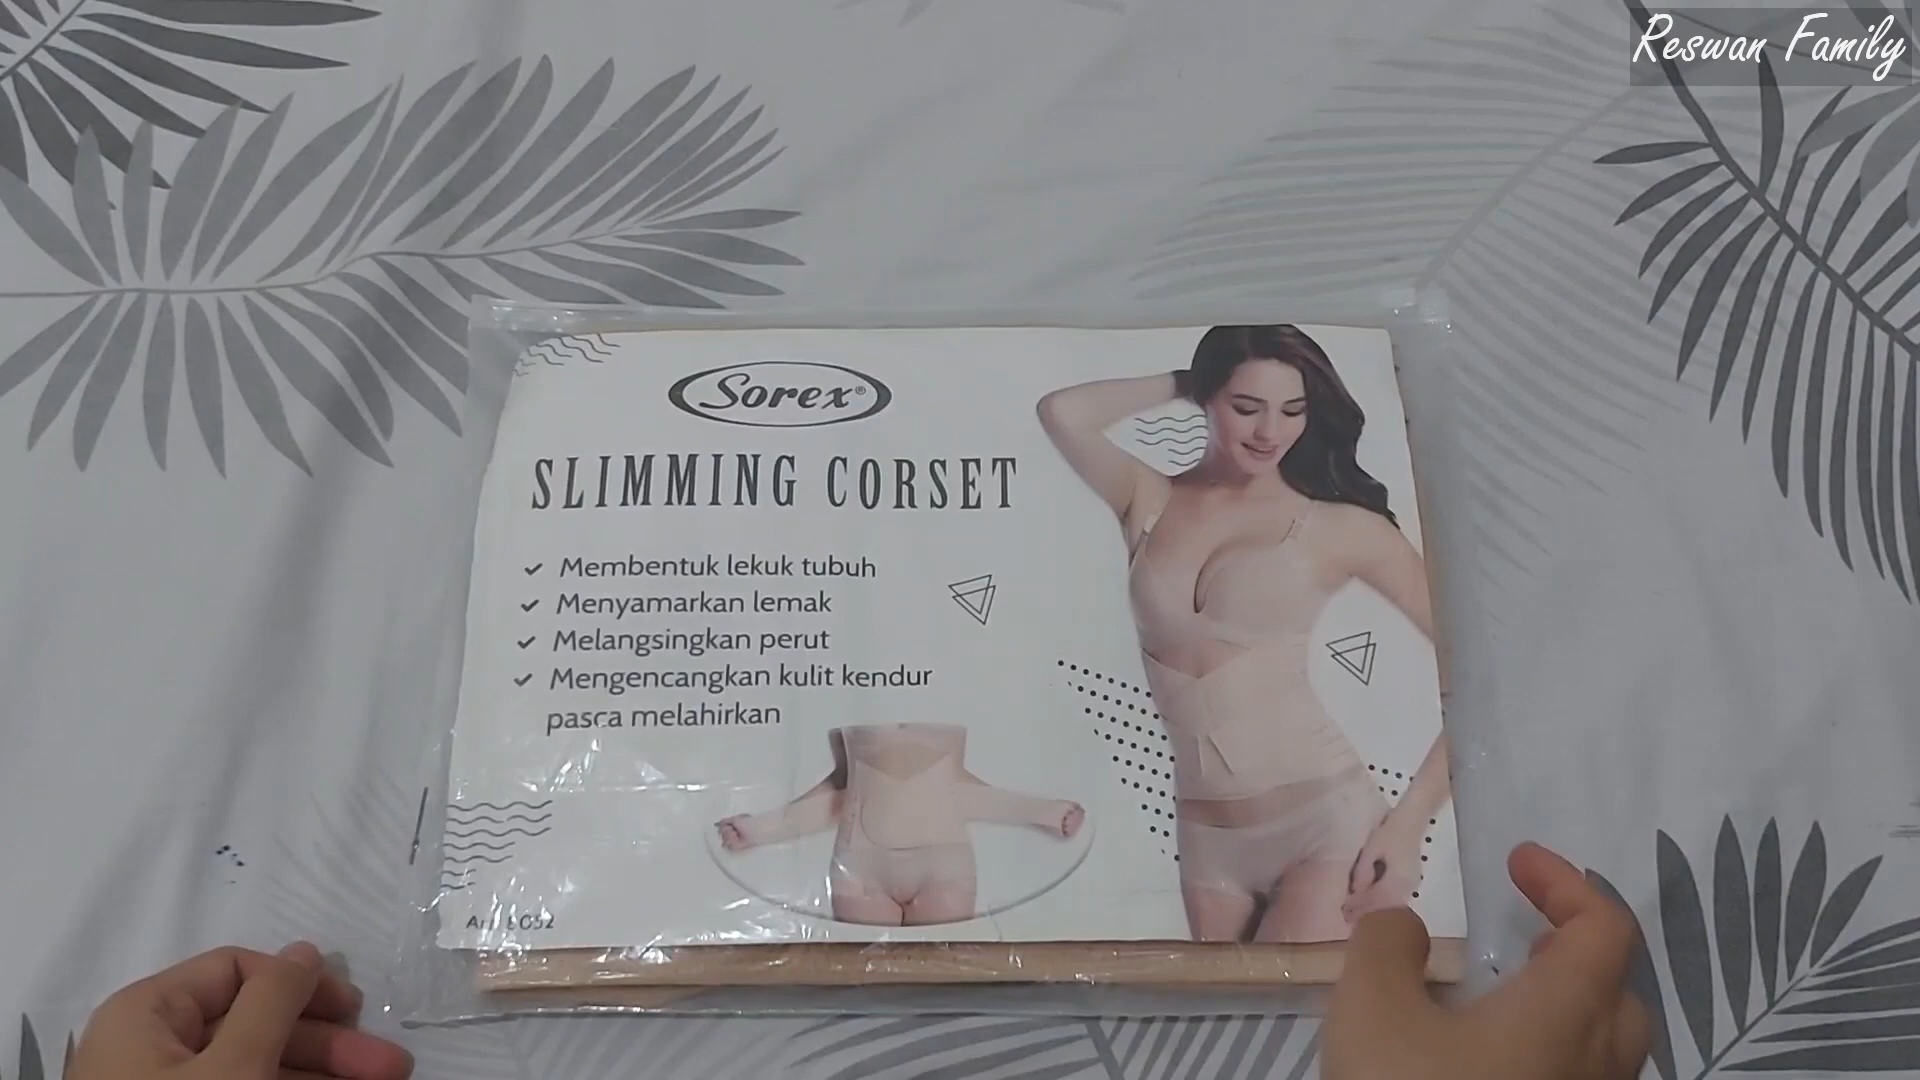 Reswan Family
Sorex®
SLIMMING CORSET
Membentuk lekuk tubuh
Menyamarkan lemak
Melangsingkan perut
Mengencangkan kulit kendur
pasca melahirkan